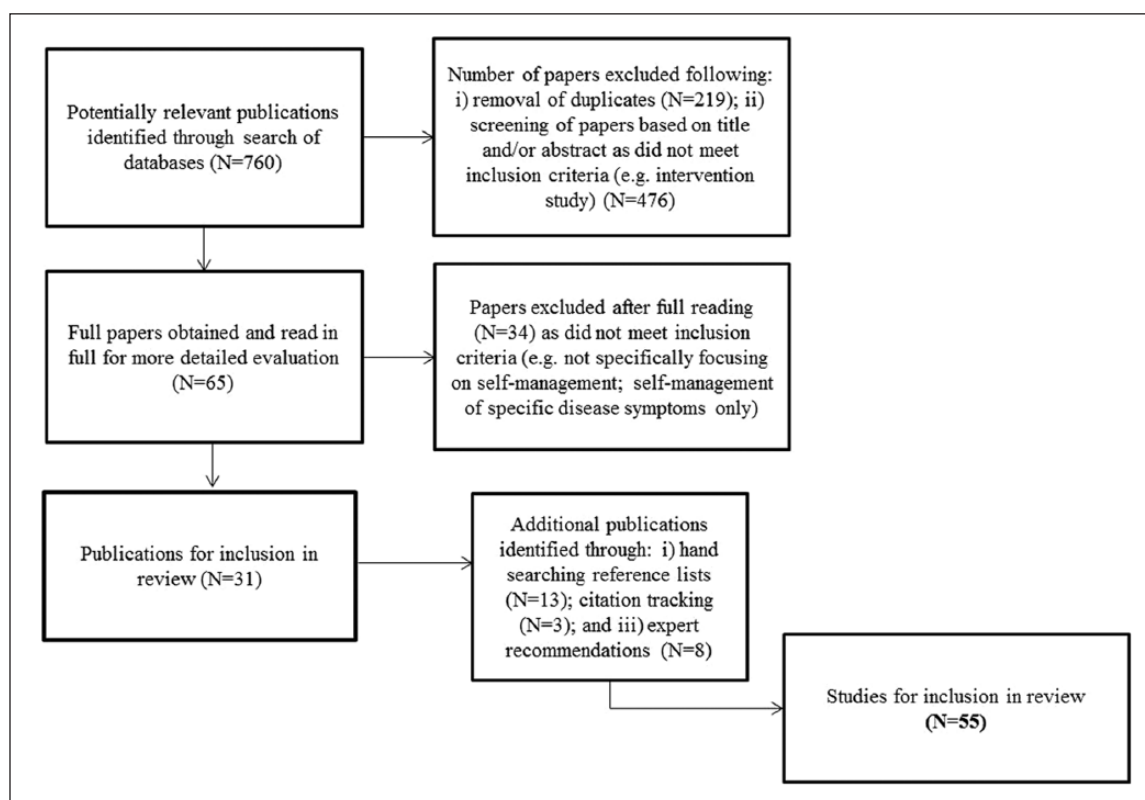 Potentially relevant publications
identified through search of
databases (N=760)
Number of papers excluded following:
i) removal of duplicates (N=219); ii)
screening of papers based on title
and/or abstract as did not meet
inclusion criteria (e.g. intervention
study) (N=476)
Full papers obtained and read in
full for more detailed evaluation
(N=65)
Papers excluded after full reading
(N=34) as did not meet inclusion
criteria (e.g. not specifically focusing
on self-management; self-management
of specific disease symptoms only)
Publications for inclusion in
review (N=31)
Additional publications
identified through: i) hand
searching reference lists
(N=13); citation tracking
(N=3); and iii) expert
recommendations (N=8)
Studies for inclusion in review
(N=55)